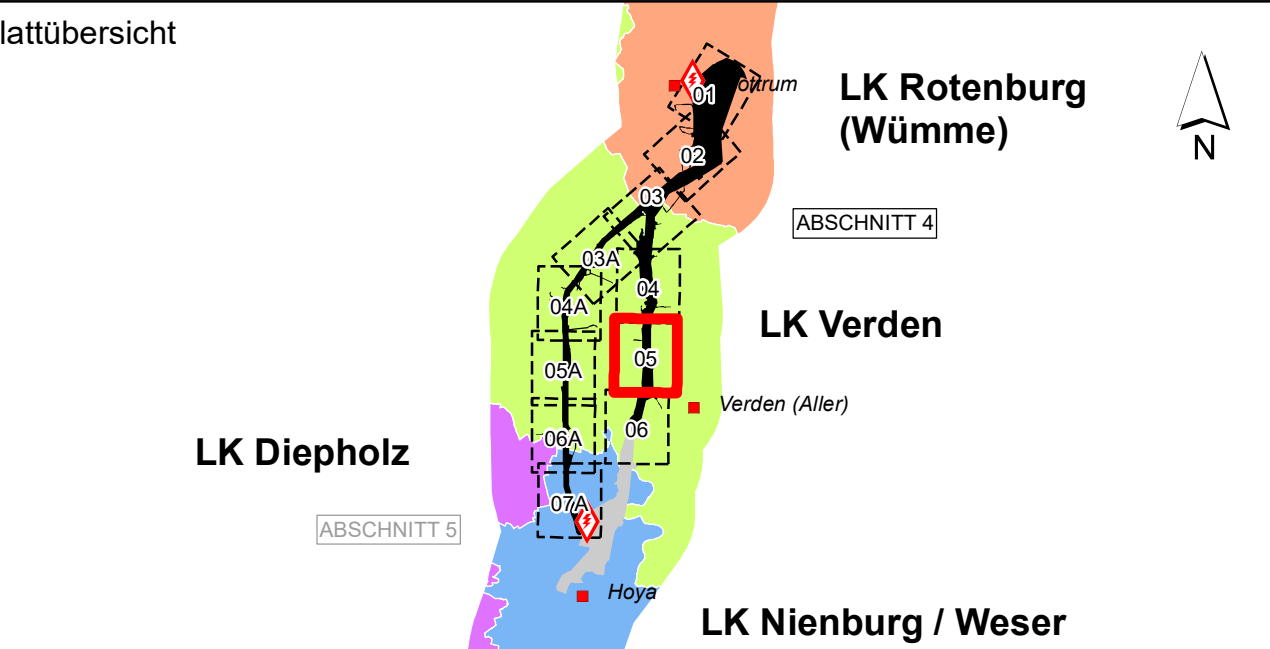 lattübersicht
ottrum
01
LK Rotenburg
(Wümme)
N
02
03
ABSCHNITT 4
03A
04
04A
LK Verden
05
05A
Verden (Aller)
06
06A
LK Diepholz
07A
ABSCHNITT 5
Hoya
LK Nienburg / Weser